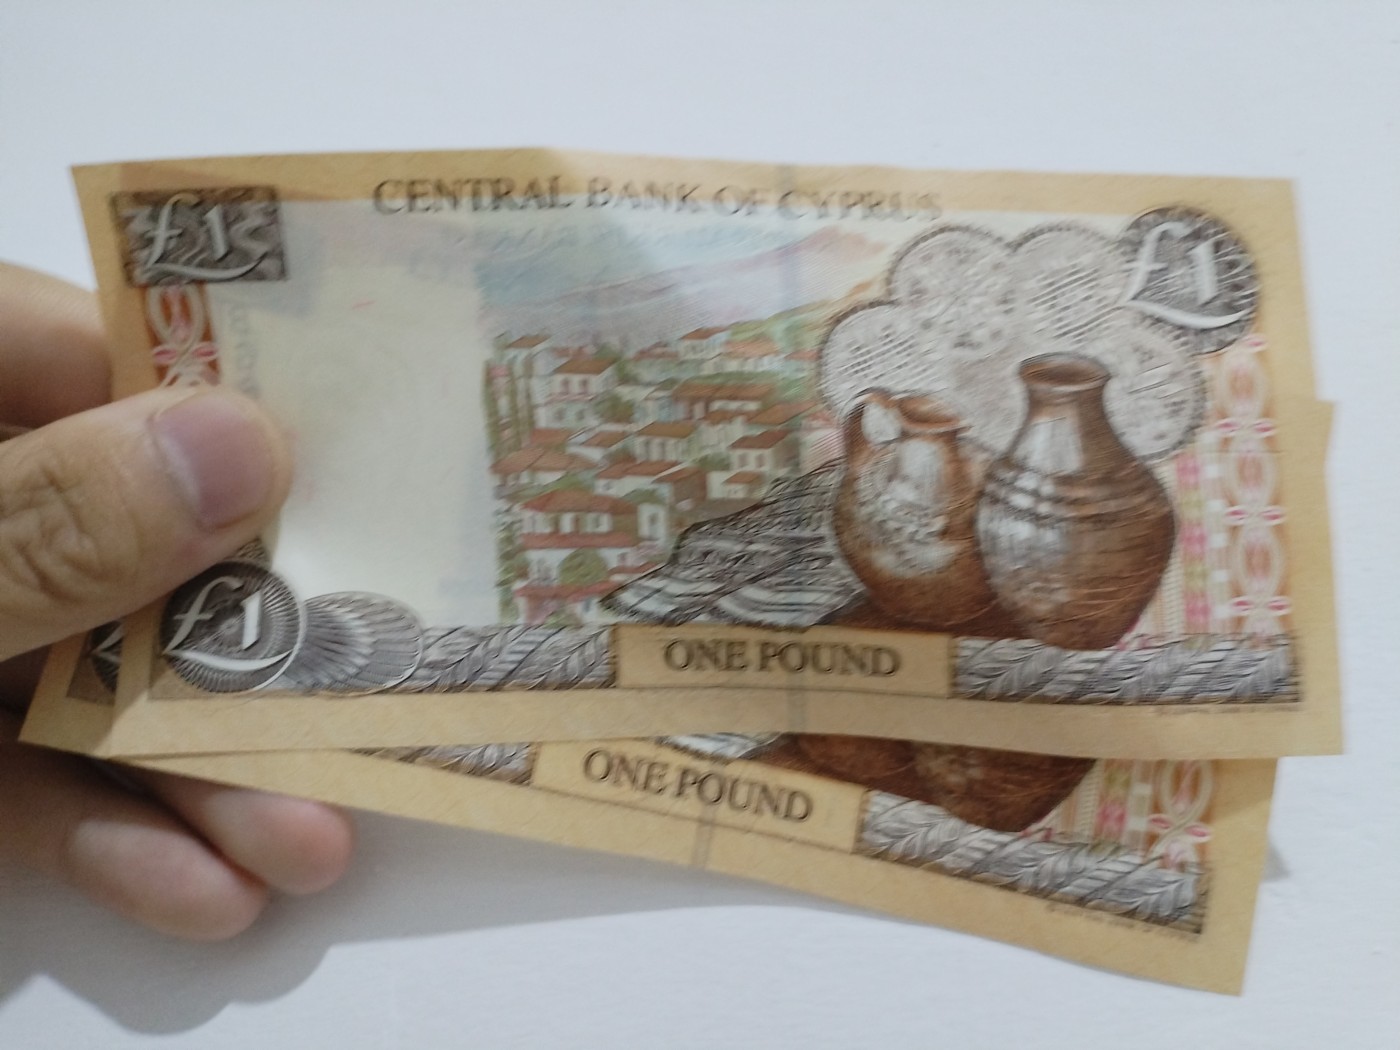 £1
CENTRAL BANK OF CYPRUS
£1
£1
ONE POUND
ONE POUND